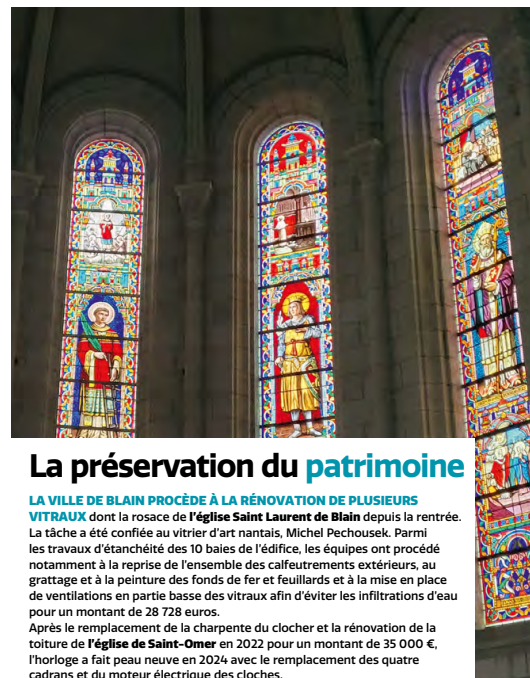 La préservation du patrimoine
LA VILLE DE BLAIN PROCÈDE À LA RÉNOVATION DE PLUSIEURS
VITRAUX dont la rosace de l'église Saint Laurent de Blain depuis la rentrée.
La tâche a été confiée au vitrier d'art nantais, Michel Pechousek. Parmi
les travaux d'étanchéité des 10 baies de l'édifice, les équipes ont procédé
notamment à la reprise de l'ensemble des calfeutrements extérieurs, au
grattage et à la peinture des fonds de fer et feuillards et à la mise en place
de ventilations en partie basse des vitraux afin d'éviter les infiltrations d'eau
pour un montant de 28 728 euros.
Après le remplacement de la charpente du clocher et la rénovation de la
toiture de l'église de Saint-Omer en 2022 pour un montant de 35 000 €,
l'horloge a fait peau neuve en 2024 avec le remplacement des quatre
cadrans et du moteur électrique des cloches.